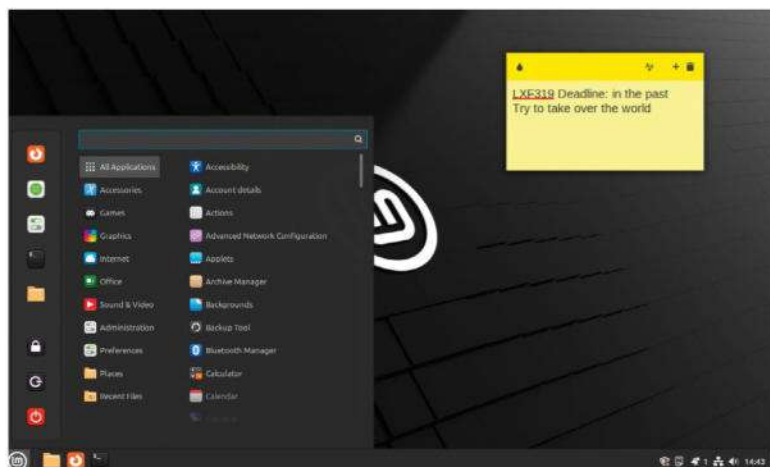 LXF319 Deadline: in the past
Try to take over the world
All Applications
Accessories
Games
Graphics
Internet
Office
Sound & Video
Administration
Preferences
Places
Recent Files
Accessibility
Account details
Actions
Advanced Network Configuration
Applets
Archive Manager
Backgrounds
Backup Tool
Bluetooth Manager
Calculator
Calendar
1
14:43